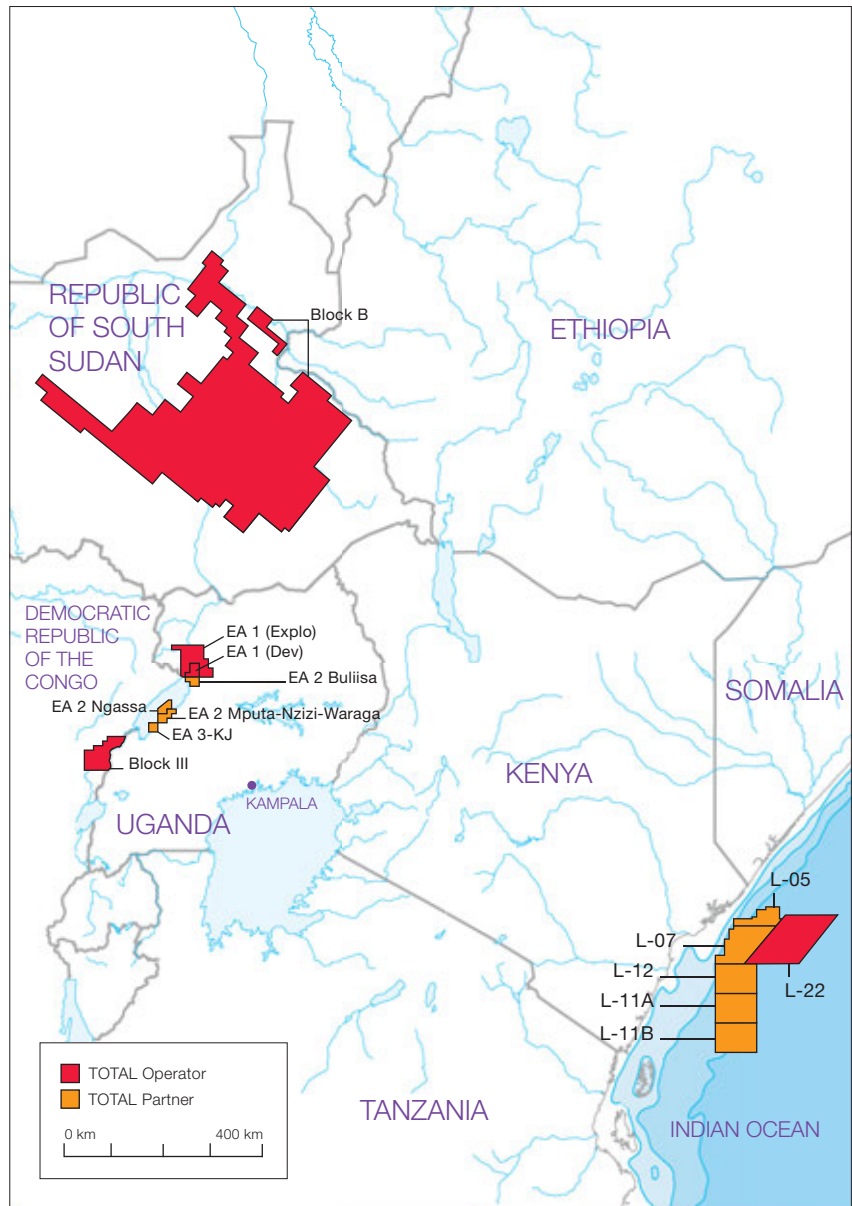 REPUBLIC
OF SOUTH
SUDAN
Block B
ETHIOPIA
DEMOCRATIC
REPUBLIC
OF THE
CONGO
EA 1 (Explo)
EA 1 (Dev)
EA 2 Buliisa
EA 2 Ngassa
EA 2 Mputa-Nzizi-Waraga
EA 3-KJ
Block III
SOMALIA
KENYA
KAMPALA
UGANDA
L-05
L-07
L-12
L-22
L-11A
L-11B
TOTAL Operator
TOTAL Partner
0 km 400 km
TANZANIA
INDIAN OCEAN